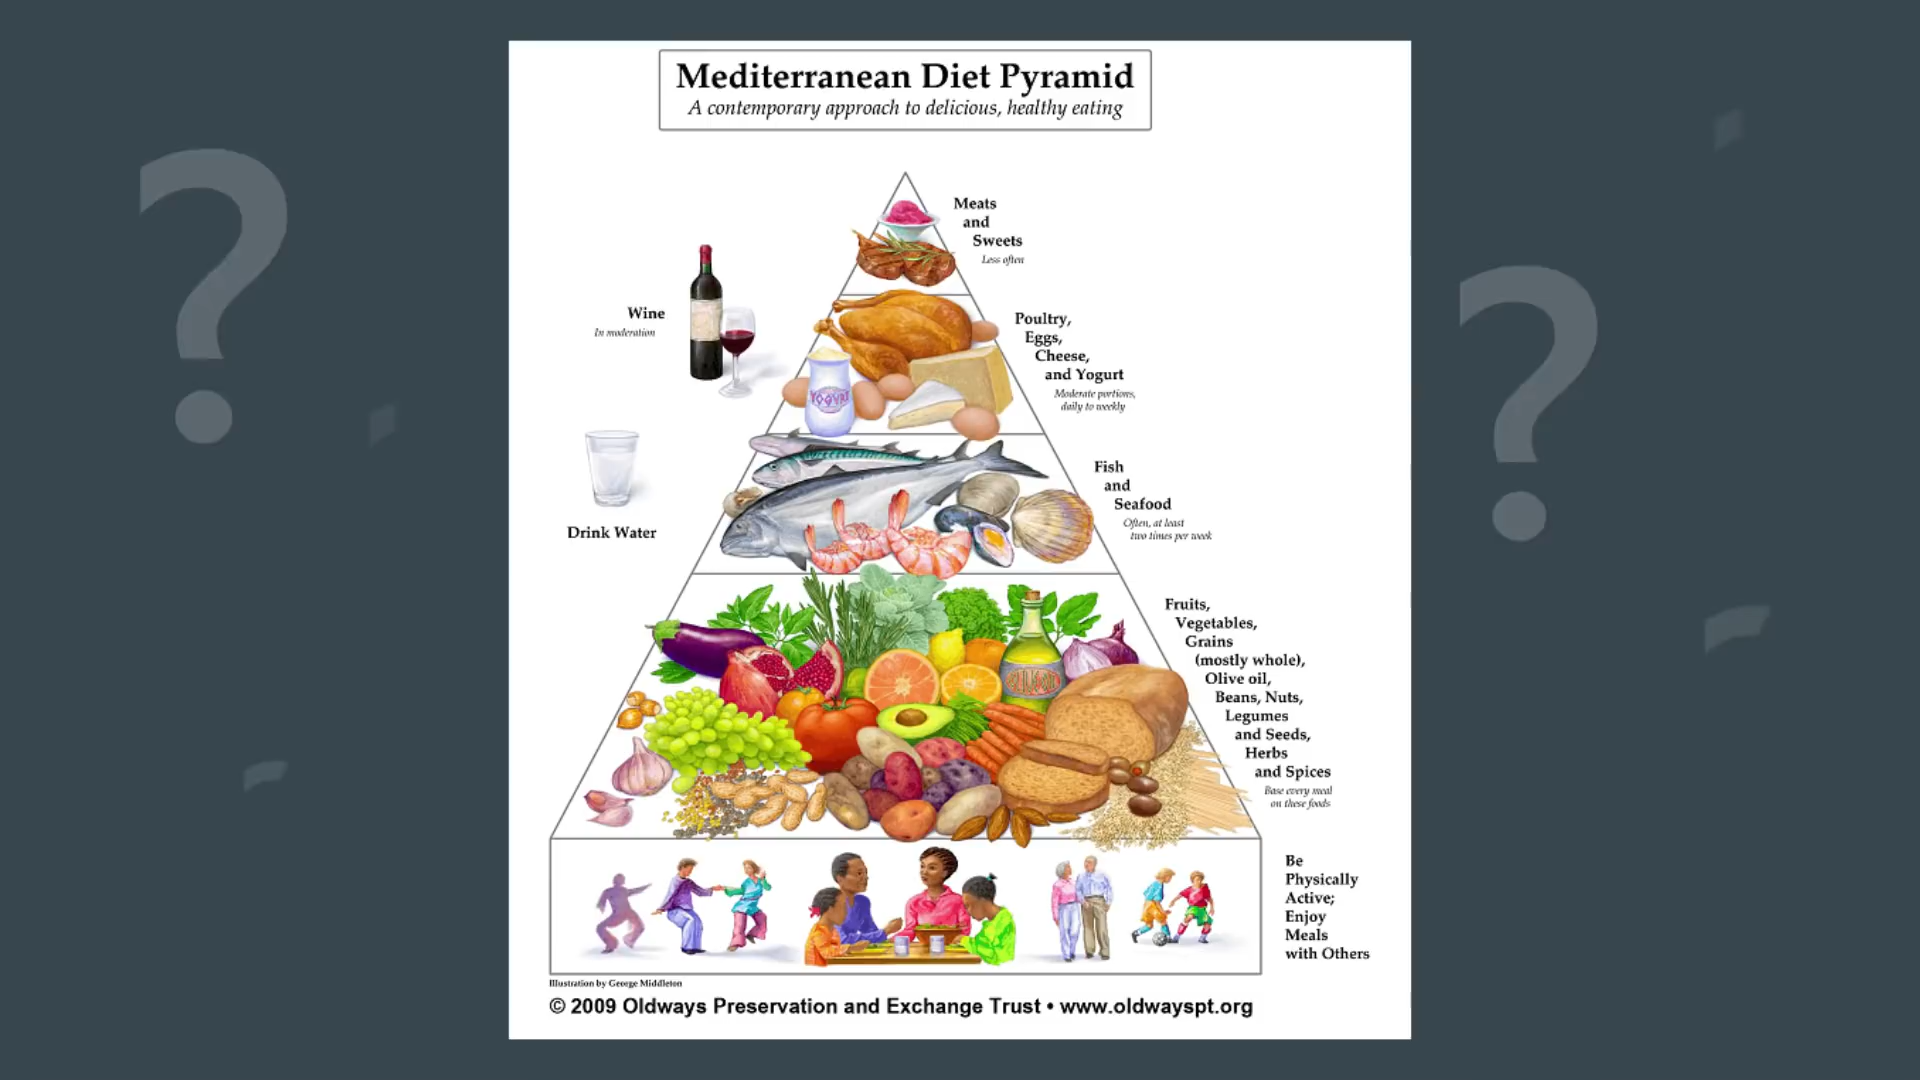 Mediterranean Diet Pyramid
A contemporary approach to delicious, healthy eating
Meats
and
Sweets
Less often
Wine
In moderation
Poultry,
Eggs,
Cheese,
and Yogurt
Moderate portions,
daily to weekly
YOGURT
Drink Water
Fish
and
Seafood
Often, at least
two times per week
Fruits,
Vegetables,
Grains
(mostly whole),
Olive oil,
Beans, Nuts,
Legumes
and Seeds,
Herbs
and Spices
Base every meal
on these foods
Be
Physically
Active;
Enjoy
Meals
with Others
Illustration by George Middleton
© 2009 Oldways Preservation and Exchange Trust • www.oldwayspt.org
?
?